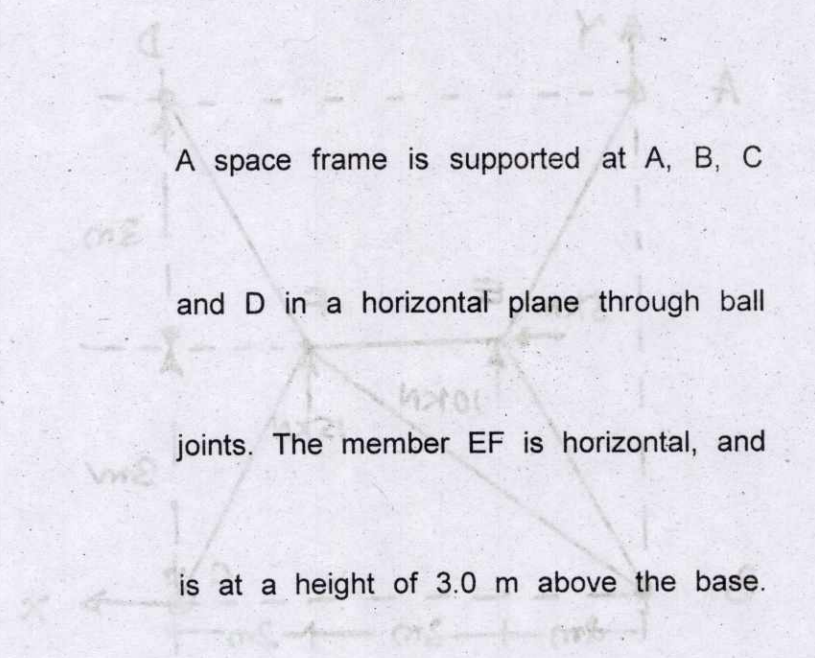 A space frame is supported at A, B, C
and D in a horizontal plane through ball
joints. The member EF is horizontal, and
is at a height of 3.0 m above the base.